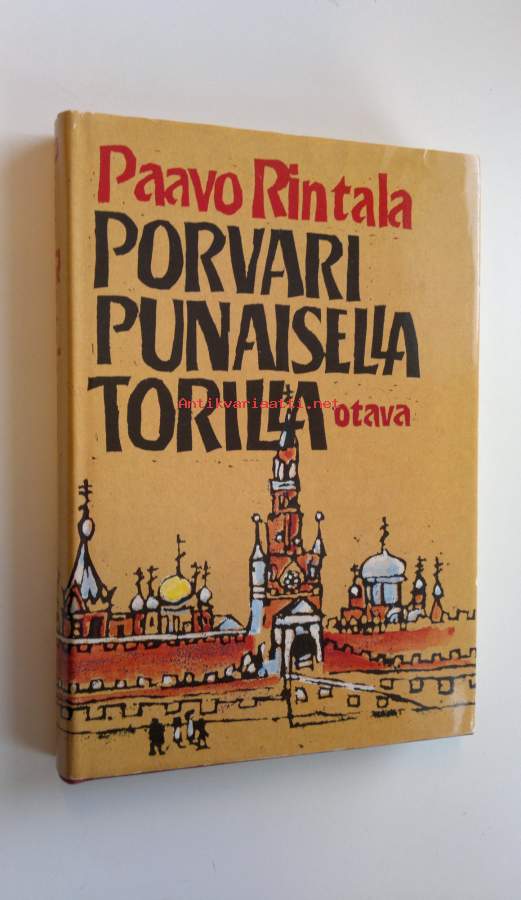 Paavo Rintala
PORVARI
PUNAISELLA
TORILLA
otava
Antikvariaatti.net